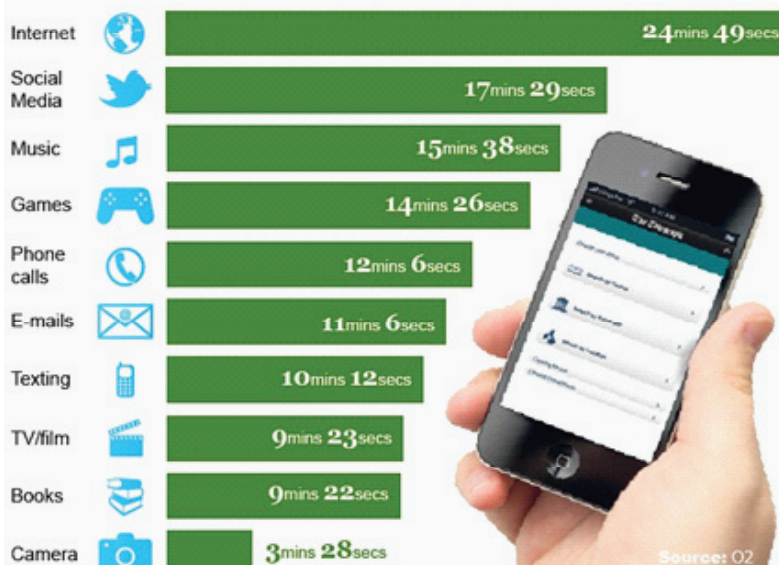 Internet 24mins 49secs
Social
Media 17mins 29secs
Music 15mins 38secs
Games 14mins 26secs
Phone
calls 12mins 6secs
E-mails 11mins 6secs
Texting 10mins 12secs
TV/film 9mins 23secs
Books 9mins 22secs
Camera 3mins 28secs
Source: O2